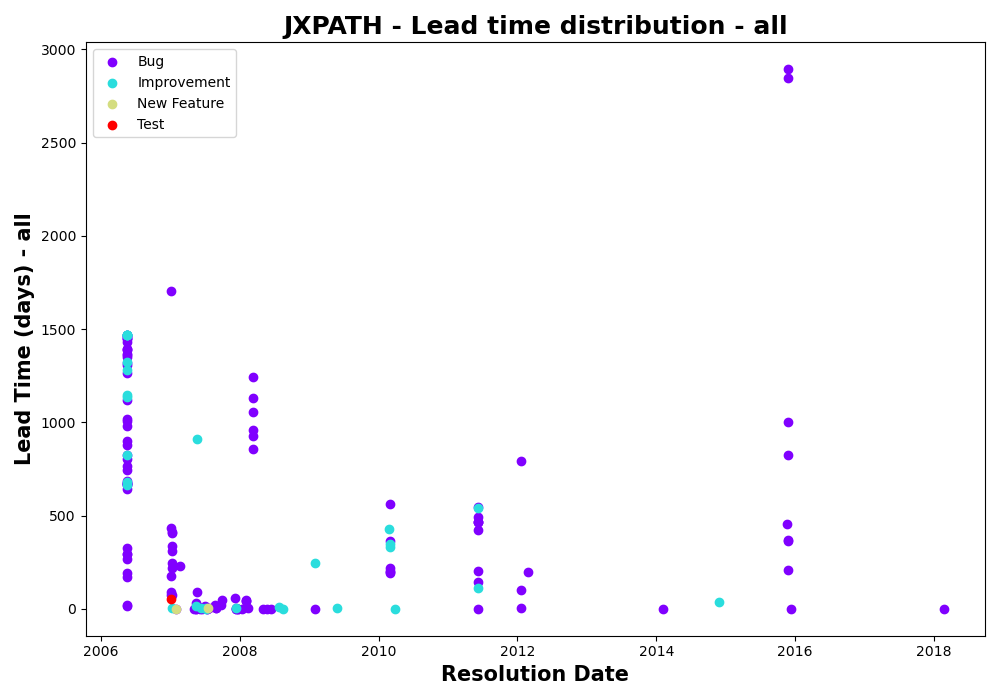 JXPATH - Lead time distribution - all
Bug
Improvement
New Feature
Test
Lead Time (days) - all
3000
2500
2000
1500
1000
500
0
2006 2008 2010 2012 2014 2016 2018
Resolution Date